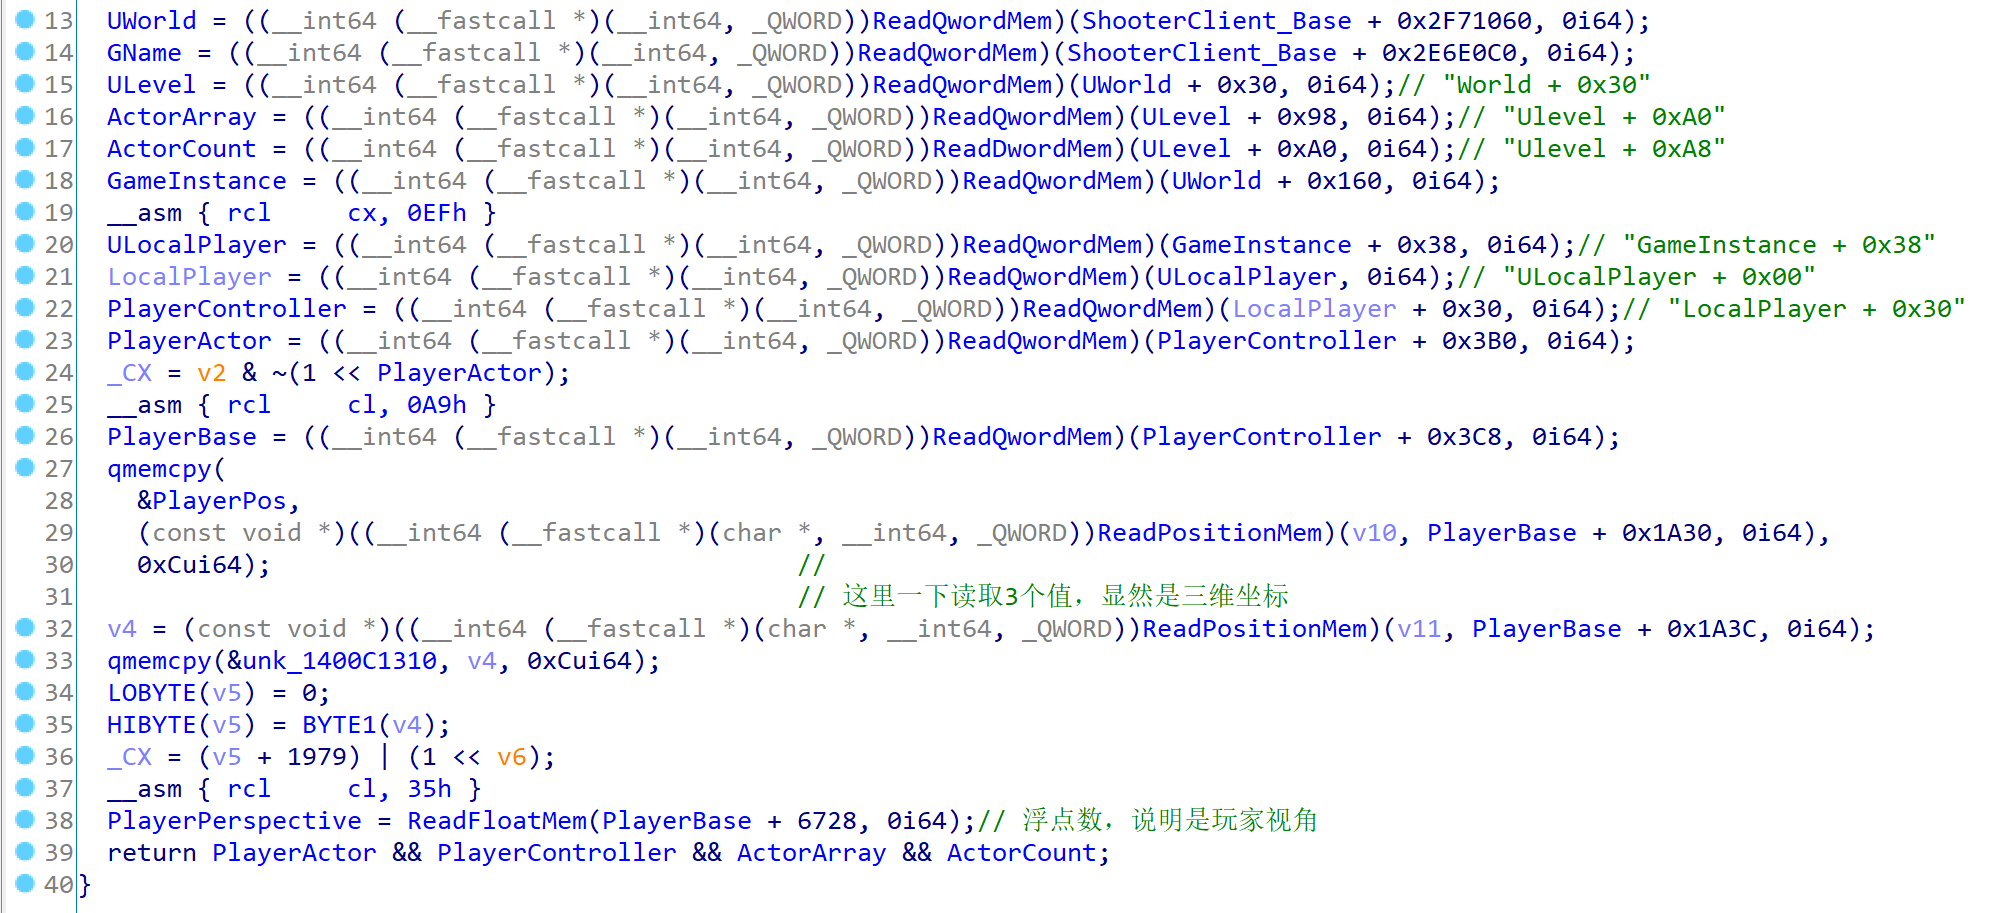 13 UWorld = ((__int64 (__fastcall *)(__int64, _QWORD))ReadQwordMem)(ShooterClient_Base + 0x2F71060, 0i64);
14 GName = ((__int64 (__fastcall *)(__int64, _QWORD))ReadQwordMem)(ShooterClient_Base + 0x2E6E0C0, 0i64);
15 ULevel = ((__int64 (__fastcall *)(__int64, _QWORD))ReadQwordMem)(UWorld + 0x30, 0i64);// "World + 0x30"
16 ActorArray = ((__int64 (__fastcall *)(__int64, _QWORD))ReadQwordMem)(ULevel + 0x98, 0i64);// "Ulevel + 0xA0"
17 ActorCount = ((__int64 (__fastcall *)(__int64, _QWORD))ReadDwordMem)(ULevel + 0xA0, 0i64);// "Ulevel + 0xA8"
18 GameInstance = ((__int64 (__fastcall *)(__int64, _QWORD))ReadQwordMem)(UWorld + 0x160, 0i64);
19 __asm { rcl     cx, 0EFh }
20 ULocalPlayer = ((__int64 (__fastcall *)(__int64, _QWORD))ReadQwordMem)(GameInstance + 0x38, 0i64);// "GameInstance + 0x38"
21 LocalPlayer = ((__int64 (__fastcall *)(__int64, _QWORD))ReadQwordMem)(ULocalPlayer, 0i64);// "ULocalPlayer + 0x00"
22 PlayerController = ((__int64 (__fastcall *)(__int64, _QWORD))ReadQwordMem)(LocalPlayer + 0x30, 0i64);// "LocalPlayer + 0x30"
23 PlayerActor = ((__int64 (__fastcall *)(__int64, _QWORD))ReadQwordMem)(PlayerController + 0x3B0, 0i64);
24 _CX = v2 & ~(1 << PlayerActor);
25 __asm { rcl     cl, 0A9h }
26 PlayerBase = ((__int64 (__fastcall *)(__int64, _QWORD))ReadQwordMem)(PlayerController + 0x3C8, 0i64);
27 qmemcpy(
28 &PlayerPos,
29 (const void *)((__int64 (__fastcall *)(char *, __int64, _QWORD))ReadPositionMem)(v10, PlayerBase + 0x1A30, 0i64),
30 0xCui64); //
31 // 这里一下读取3个值，显然是三维坐标
32 v4 = (const void *)((__int64 (__fastcall *)(char *, __int64, _QWORD))ReadPositionMem)(v11, PlayerBase + 0x1A3C, 0i64);
33 qmemcpy(&unk_1400C1310, v4, 0xCui64);
34 LOBYTE(v5) = 0;
35 HIBYTE(v5) = BYTE1(v4);
36 _CX = (v5 + 1979) | (1 << v6);
37 __asm { rcl     cl, 35h }
38 PlayerPerspective = ReadFloatMem(PlayerBase + 6728, 0i64);// 浮点数，说明是玩家视角
39 return PlayerActor && PlayerController && ActorArray && ActorCount;
40 }